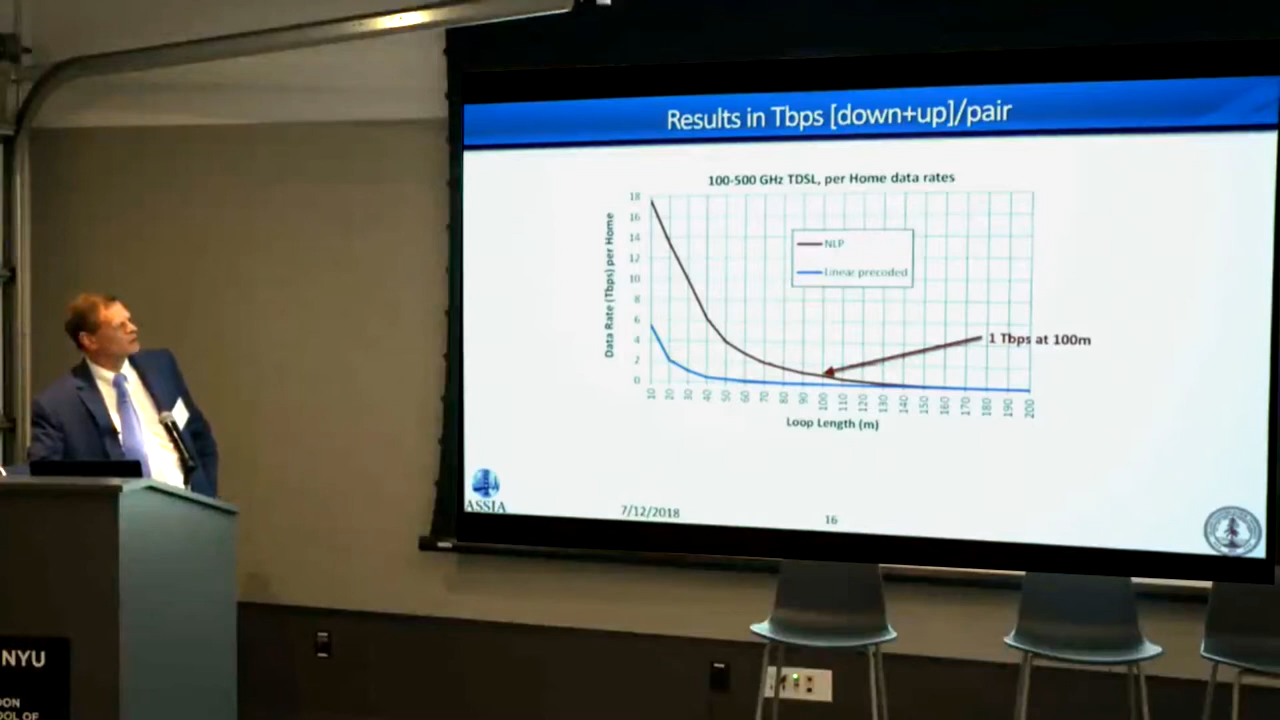 Results in Tbps [down+up]/pair
100-500 GHz TDSL, per Home data rates
Data Rate (Tbps) per Home
18
16
14
12
10
8
6
4
2
0
NLP
Linear precoded
1 Tbps at 100m
10 20 30 40 50 60 70 80 90 100 110 120 130 140 150 160 170 180 190 200
Loop Length (m)
ASSIA
7/12/2018
16
NYU
OOL OF